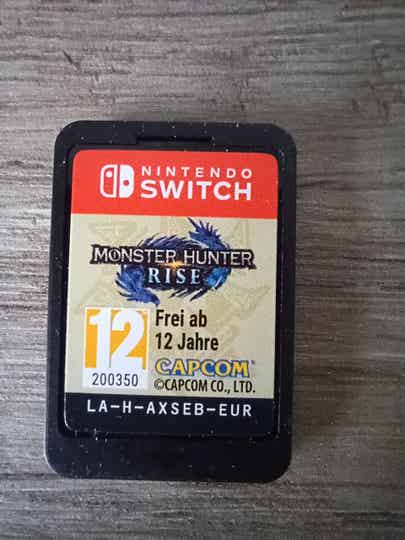 NINTENDO
SWITCH
MONSTER HUNTER
RISE
12
200350
Frei ab
12 Jahre
CAPCOM
©CAPCOM CO., LTD.
LA-H-AXSEB-EUR